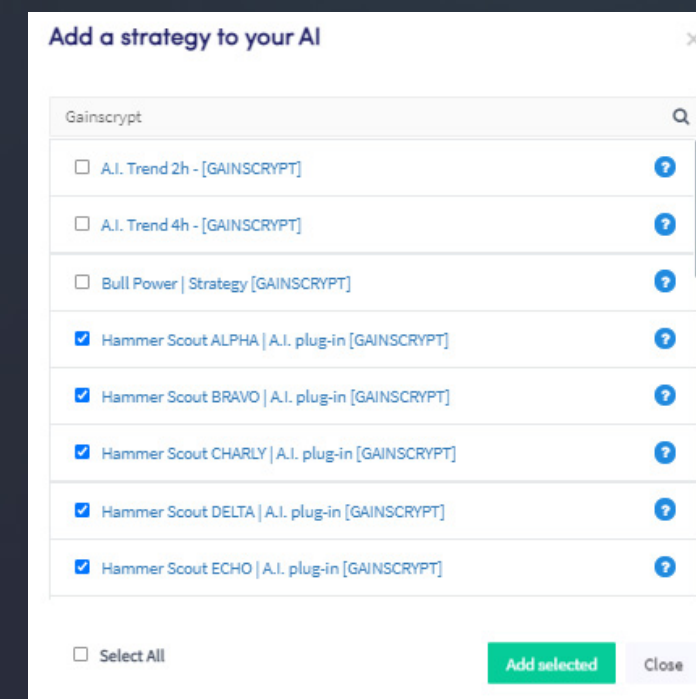 Add a strategy to your AI
Gainscrypt
A.I. Trend 2h - [GAINSCRYPT]
A.I. Trend 4h - [GAINSCRYPT]
Bull Power | Strategy [GAINSCRYPT]
Hammer Scout ALPHA | A.I. plug-in [GAINSCRYPT]
Hammer Scout BRAVO | A.I. plug-in [GAINSCRYPT]
Hammer Scout CHARLY | A.I. plug-in [GAINSCRYPT]
Hammer Scout DELTA | A.I. plug-in [GAINSCRYPT]
Hammer Scout ECHO | A.I. plug-in [GAINSCRYPT]
Select All
Add selected
Close